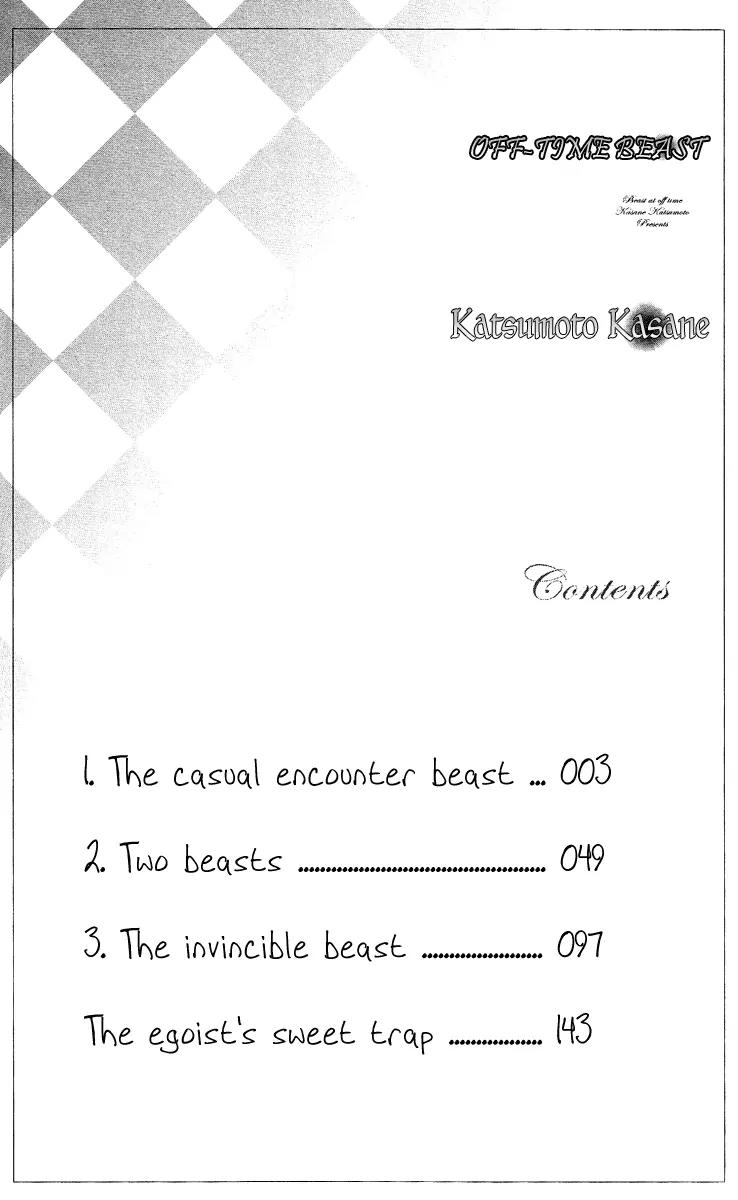 OFF-TIME BEAST
Beast at off time
Kasane Katsumoto
Presents
Katsumoto Kasane
Contents
1. The casual encounter beast ... 003
2. Two beasts ............................................. 049
3. The invincible beast ...................... 097
The egoist's sweet trap ................. 143